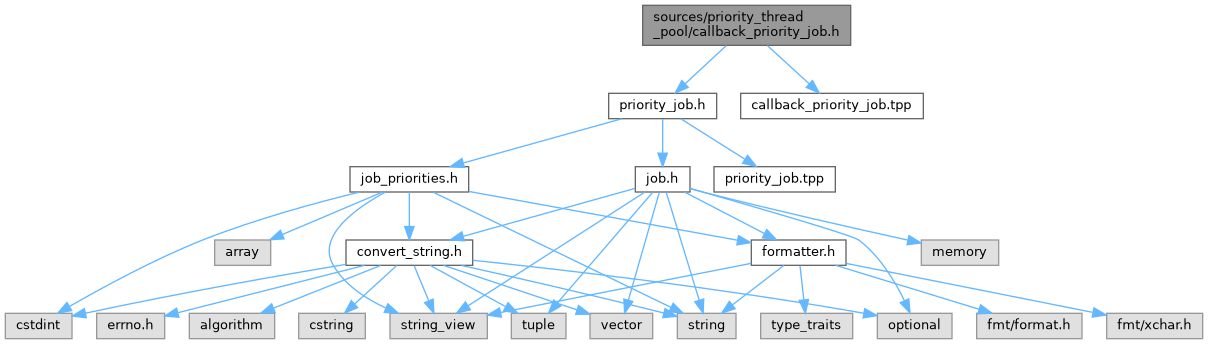 sources/priority_thread
_pool/callback_priority_job.h
priority_job.h
callback_priority_job.tpp
job_priorities.h
job.h
priority_job.tpp
array
convert_string.h
formatter.h
memory
cstdint
errno.h
algorithm
cstring
string_view
tuple
vector
string
type_traits
optional
fmt/format.h
fmt/xchar.h